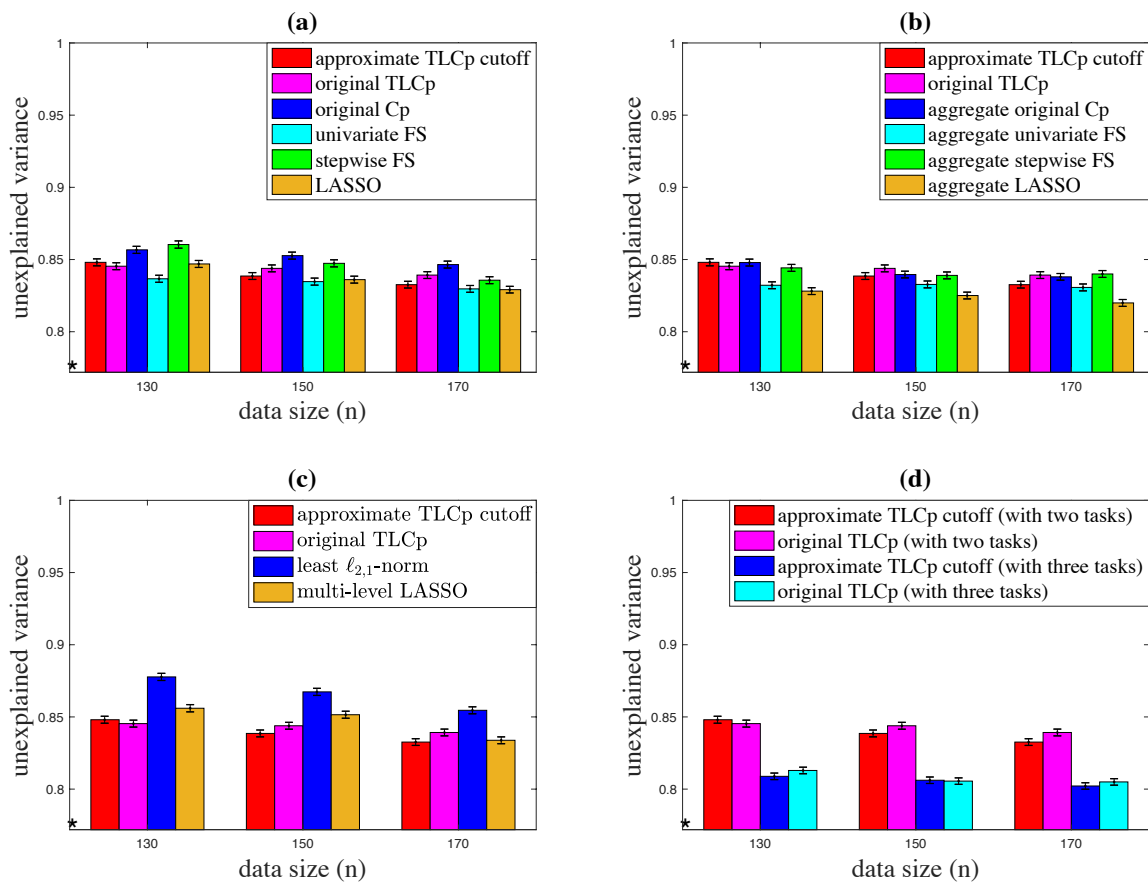 (a)
unexplained variance
1
0.95
0.9
0.85
0.8
*
approximate TLCp cutoff
original TLCp
original Cp
univariate FS
stepwise FS
LASSO
130
150
170
data size (n)
(b)
unexplained variance
1
0.95
0.9
0.85
0.8
*
approximate TLCp cutoff
original TLCp
aggregate original Cp
aggregate univariate FS
aggregate stepwise FS
aggregate LASSO
130
150
170
data size (n)
(c)
unexplained variance
1
0.95
0.9
0.85
0.8
*
approximate TLCp cutoff
original TLCp
least ℓ2,1-norm
multi-level LASSO
130
150
170
data size (n)
(d)
unexplained variance
1
0.95
0.9
0.85
0.8
*
approximate TLCp cutoff (with two tasks)
original TLCp (with two tasks)
approximate TLCp cutoff (with three tasks)
original TLCp (with three tasks)
130
150
170
data size (n)